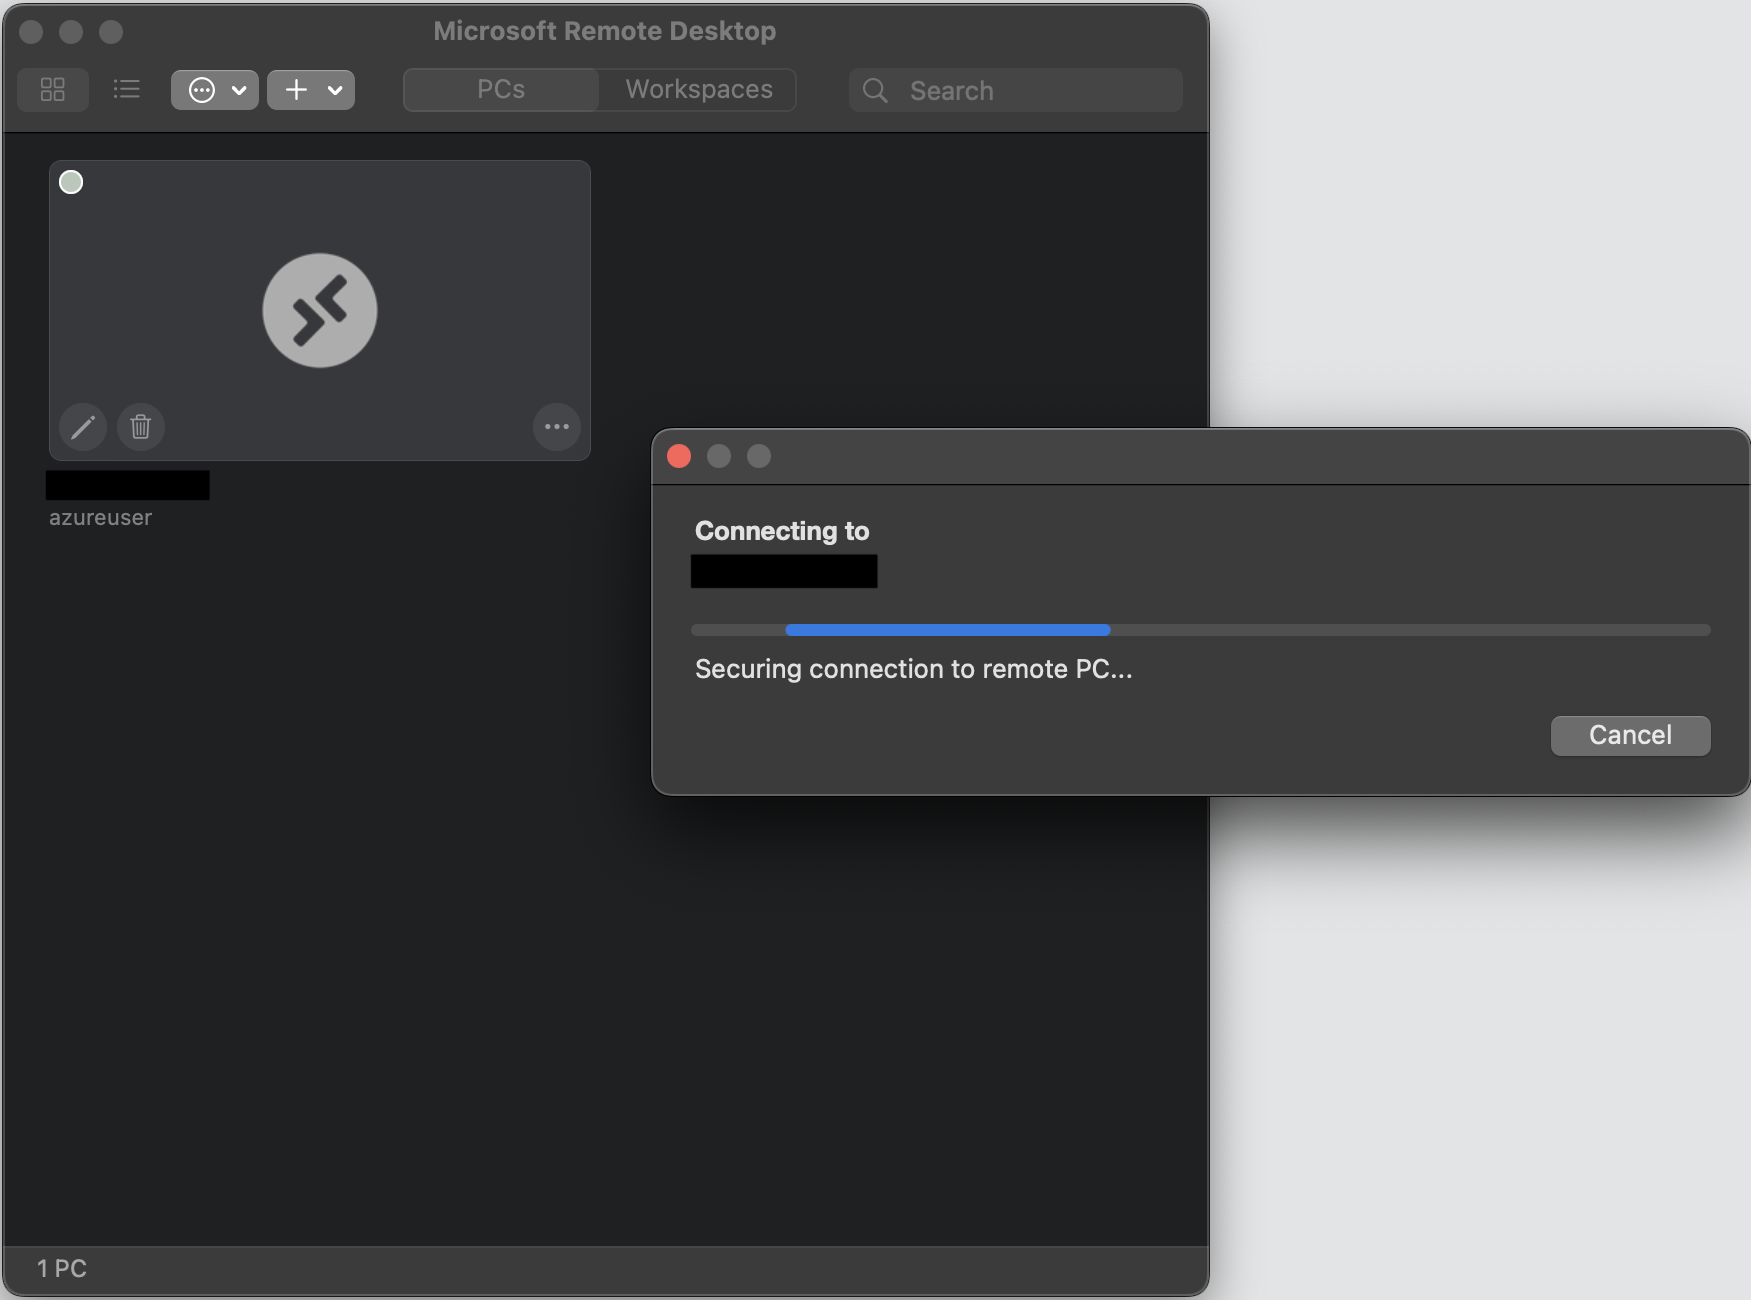 Microsoft Remote Desktop
PCs
Workspaces
Search
azureuser
Connecting to
Securing connection to remote PC...
Cancel
1 PC